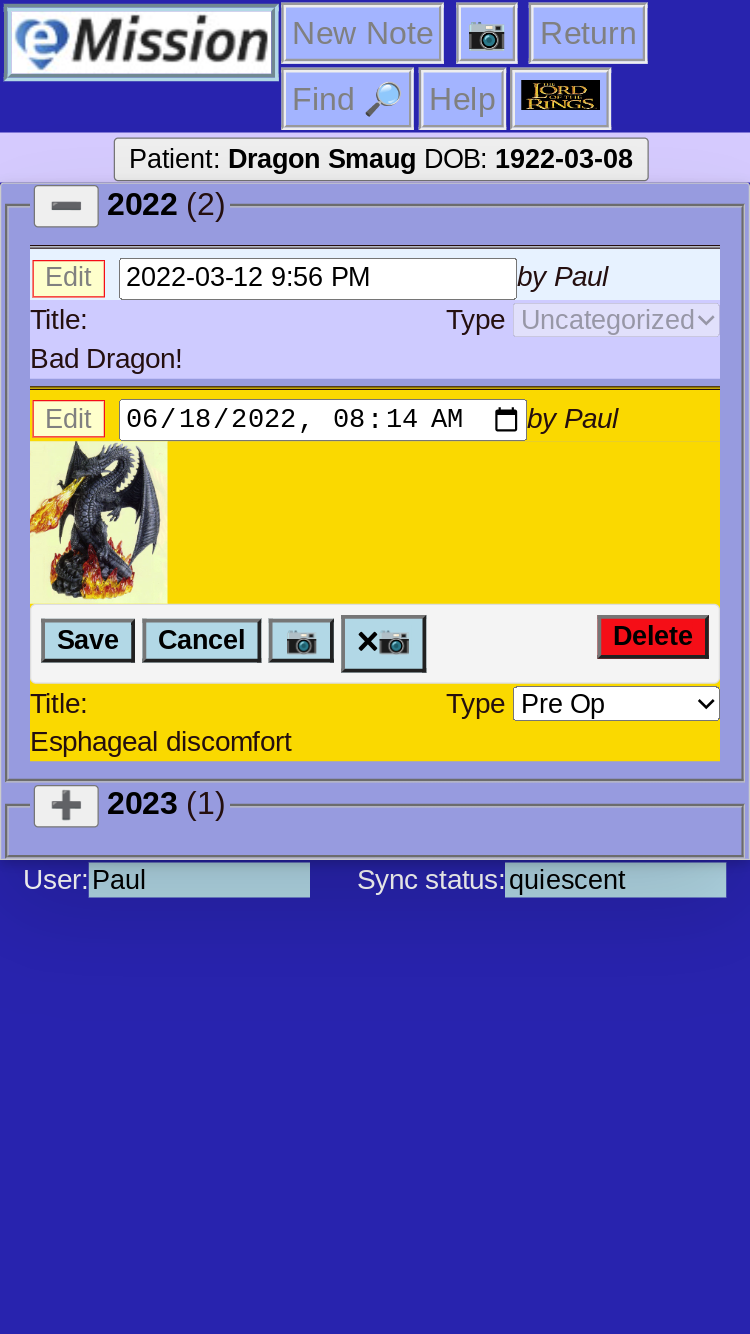 eMission New Note 📷 Return
Find 🔎 Help THE LORD OF THE RINGS
Patient: Dragon Smaug DOB: 1922-03-08
➖ 2022 (2)
Edit 2022-03-12 9:56 PM by Paul
Title: Type Uncategorized
Bad Dragon!
Edit 06/18/2022, 08:14 AM by Paul
Save Cancel 📷 ❌📷 Delete
Title: Type Pre Op
Esphageal discomfort
➕ 2023 (1)
User: Paul Sync status: quiescent